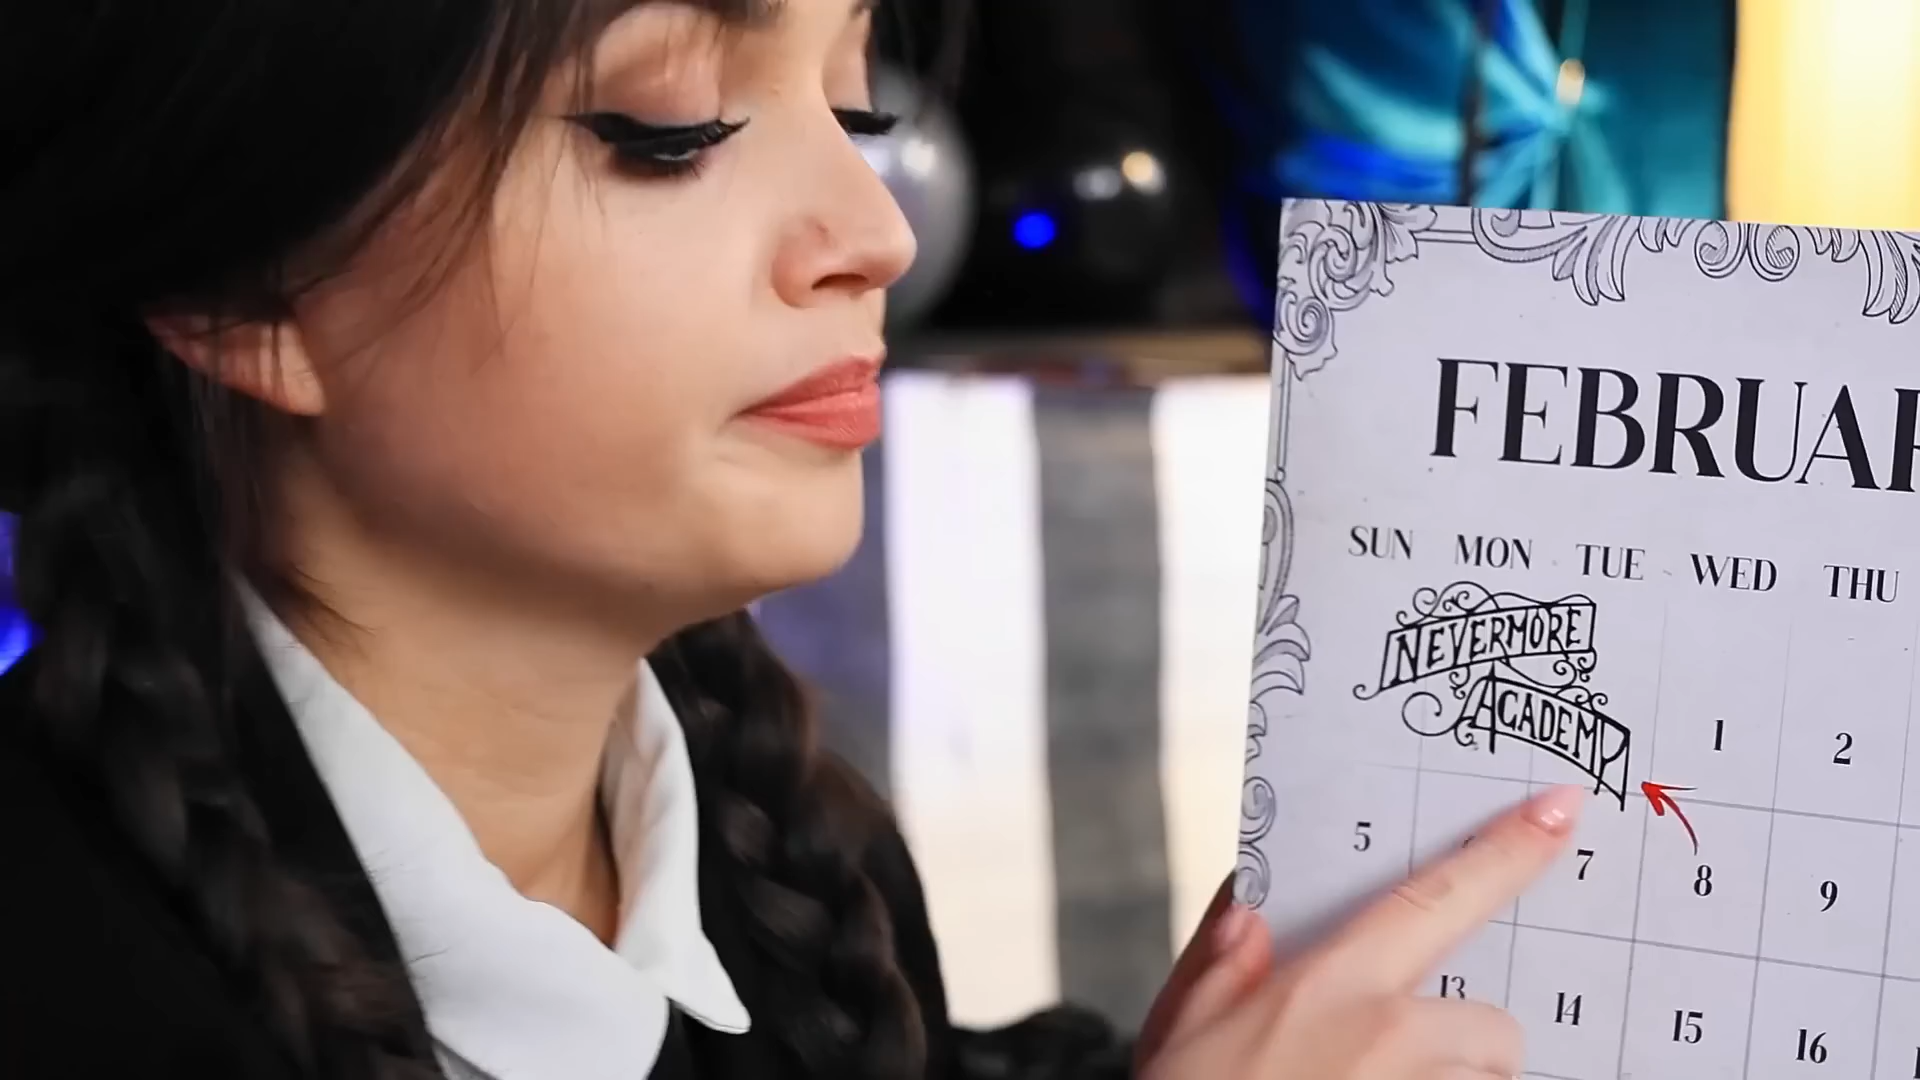 FEBRUAR
SUN MON TUE WED THU
NEVERMORE
ACADEMY
1 2
5 7 8 9
13 14 15 16